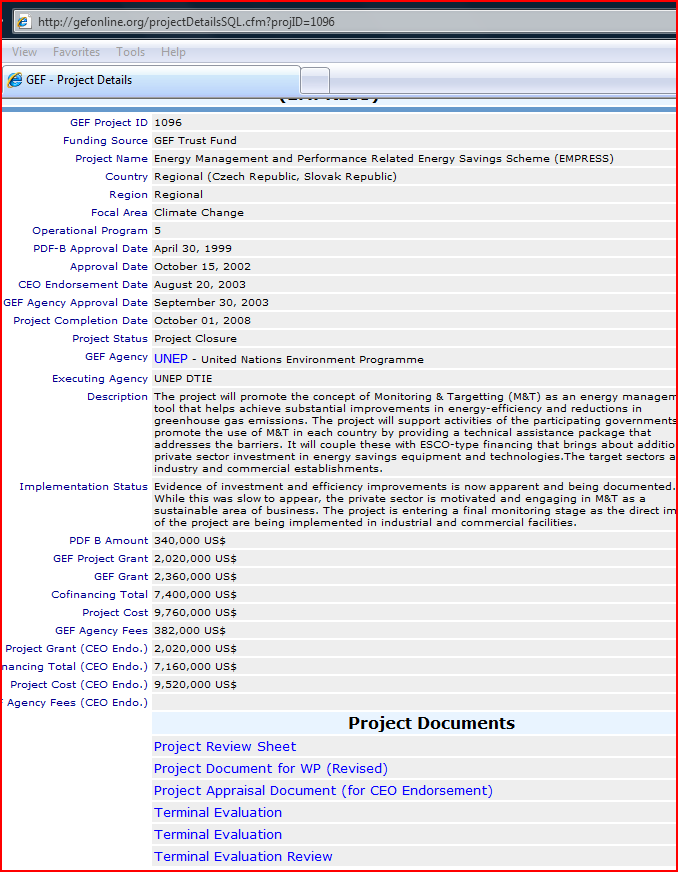 http://gefonline.org/projectDetailsSQL.cfm?projID=1096
View Favorites Tools Help
GEF - Project Details
GEF Project ID 1096
Funding Source GEF Trust Fund
Project Name Energy Management and Performance Related Energy Savings Scheme (EMPRESS)
Country Regional (Czech Republic, Slovak Republic)
Region Regional
Focal Area Climate Change
Operational Program 5
PDF-B Approval Date April 30, 1999
Approval Date October 15, 2002
CEO Endorsement Date August 20, 2003
GEF Agency Approval Date September 30, 2003
Project Completion Date October 01, 2008
Project Status Project Closure
GEF Agency UNEP - United Nations Environment Programme
Executing Agency UNEP DTIE
Description The project will promote the concept of Monitoring & Targetting (M&T) as an energy managem
tool that helps achieve substantial improvements in energy-efficiency and reductions in
greenhouse gas emissions. The project will support activities of the participating governments
promote the use of M&T in each country by providing a technical assistance package that
addresses the barriers. It will couple these with ESCO-type financing that brings about additio
private sector investment in energy savings equipment and technologies.The target sectors a
industry and commercial establishments.
Implementation Status Evidence of investment and efficiency improvements is now apparent and being documented.
While this was slow to appear, the private sector is motivated and engaging in M&T as a
sustainable area of business. The project is entering a final monitoring stage as the direct im
of the project are being implemented in industrial and commercial facilities.
PDF B Amount 340,000 US$
GEF Project Grant 2,020,000 US$
GEF Grant 2,360,000 US$
Cofinancing Total 7,400,000 US$
Project Cost 9,760,000 US$
GEF Agency Fees 382,000 US$
Project Grant (CEO Endo.) 2,020,000 US$
nancing Total (CEO Endo.) 7,160,000 US$
Project Cost (CEO Endo.) 9,520,000 US$
Agency Fees (CEO Endo.)
Project Documents
Project Review Sheet
Project Document for WP (Revised)
Project Appraisal Document (for CEO Endorsement)
Terminal Evaluation
Terminal Evaluation
Terminal Evaluation Review